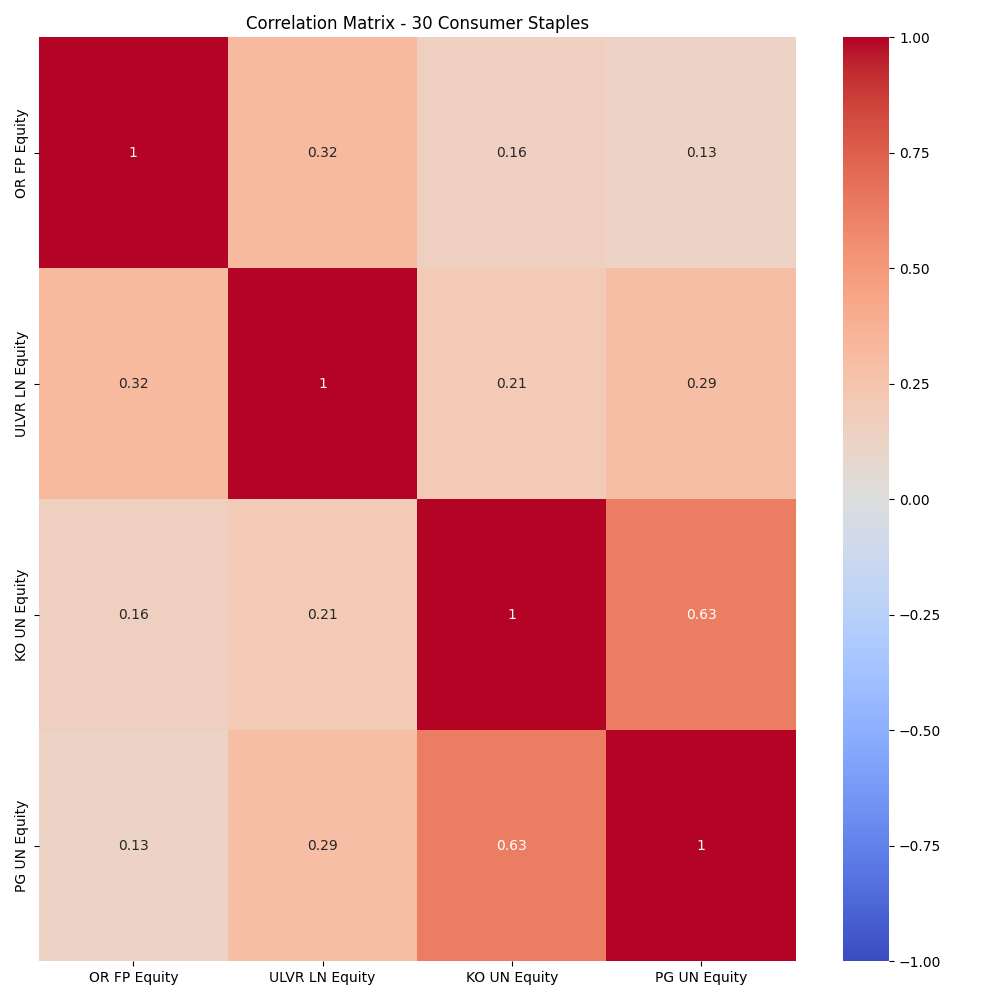 Correlation Matrix - 30 Consumer Staples
OR FP Equity
1
0.32
0.16
0.13
ULVR LN Equity
0.32
1
0.21
0.29
KO UN Equity
0.16
0.21
1
0.63
PG UN Equity
0.13
0.29
0.63
1
OR FP Equity
ULVR LN Equity
KO UN Equity
PG UN Equity
1.00
0.75
0.50
0.25
0.00
−0.25
−0.50
−0.75
−1.00